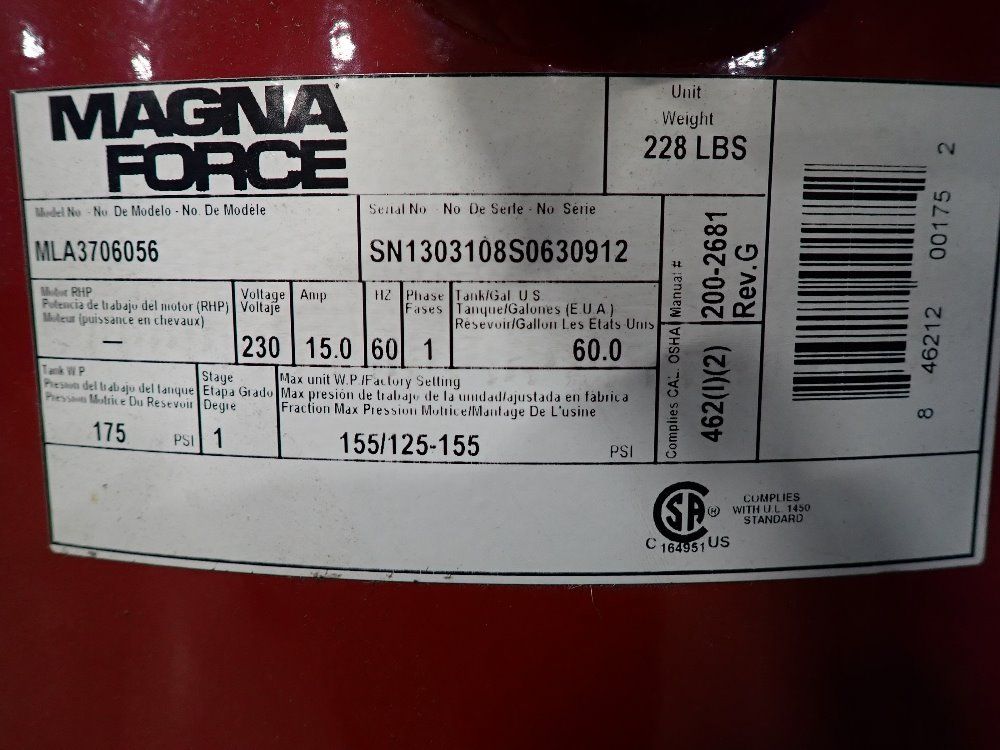 MAGNA
FORCE
Unit
Weight
228 LBS
Model No - No. De Modelo - No. De Modèle
MLA3706056
Serial No - No De Serie - No Série
SN1303108S0630912
Manual #
200-2681
Rev.G
Motor RHP
Potencia de trabajo del motor (RHP)
Moteur (puissance en chevaux)
—
Voltage
Voltaje
230
Amp
15.0
HZ
60
Phase
Fases
1
Tank/Gal U S
Tanque/Galones (E.U.A.)
Résevoir/Gallon Les Etats-Unis
60.0
Tank W.P
Presion del trabajo del tanque
Pression Motrice Du Resevoir
175 PSI
Stage
Etapa Grado
Degre
1
Max unit W.P./Factory Setting
Max presión de trabajo de la unidad/ajustada en fábrica
Fraction Max Pression Motrice/Mantage De L'usine
155/125-155 PSI
Complies CAL. OSHA
462(l)(2)
8 46212 00175 2
SA ®
C 164951 US
COMPLIES
WITH U.L. 1450
STANDARD